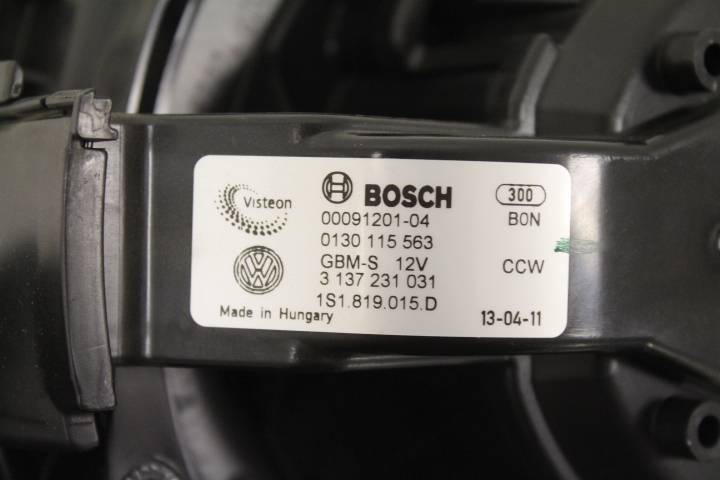 Visteon
BOSCH
300
00091201-04
B0N
0130 115 563
GBM-S 12V
CCW
3 137 231 031
1S1.819.015.D
Made in Hungary
13-04-11